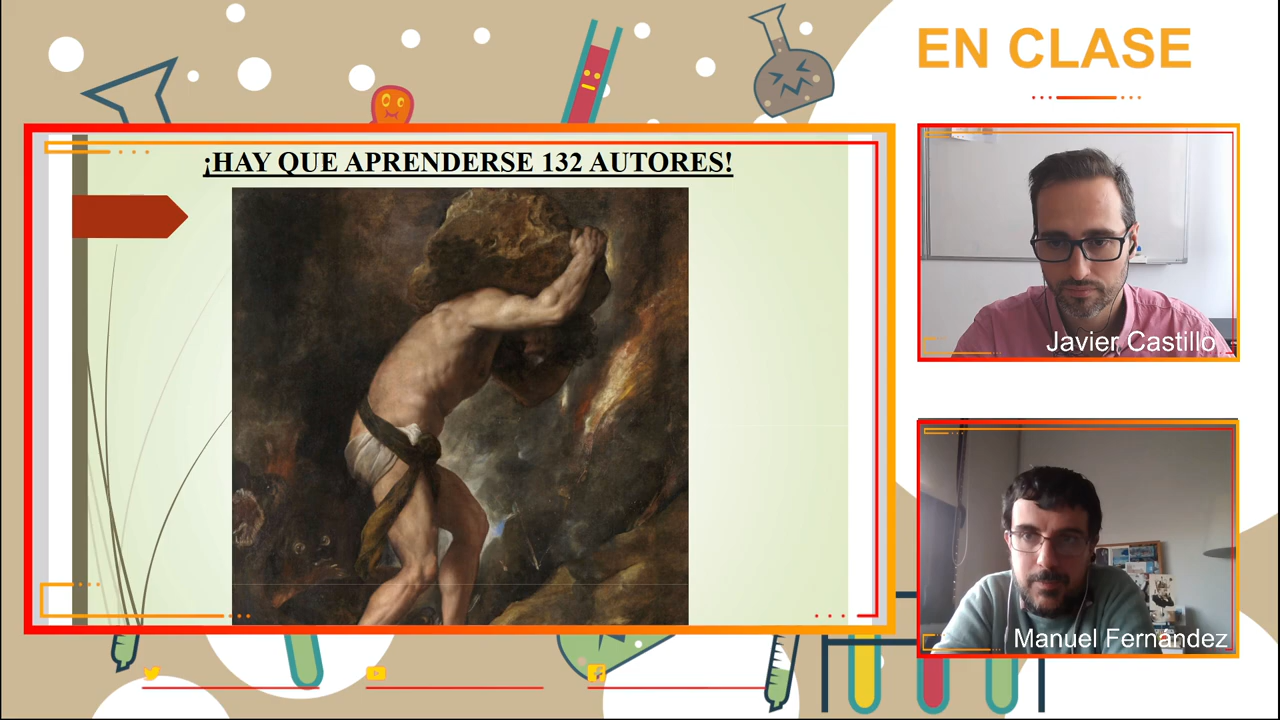 EN CLASE
¡HAY QUE APRENDERSE 132 AUTORES!
Javier Castillo
Manuel Fernández